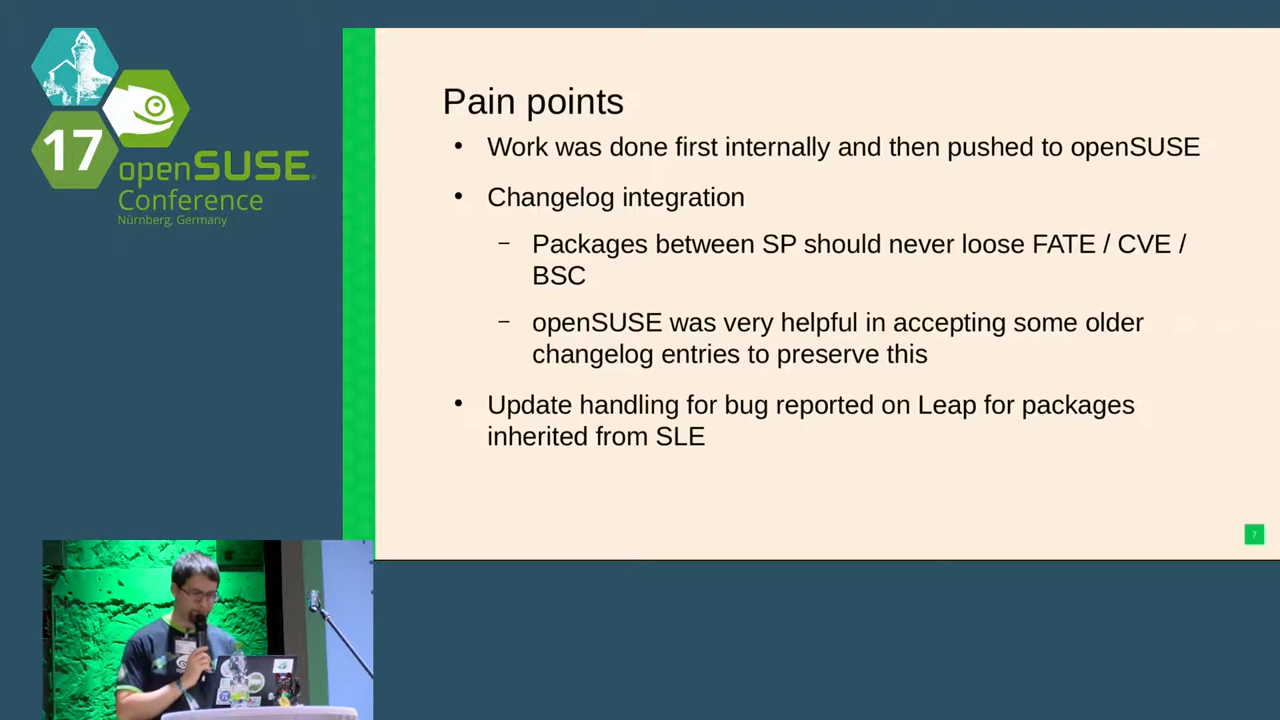 17
openSUSE
Conference
Nürnberg, Germany
Pain points
• Work was done first internally and then pushed to openSUSE
• Changelog integration
– Packages between SP should never loose FATE / CVE /
BSC
– openSUSE was very helpful in accepting some older
changelog entries to preserve this
• Update handling for bug reported on Leap for packages
inherited from SLE
7